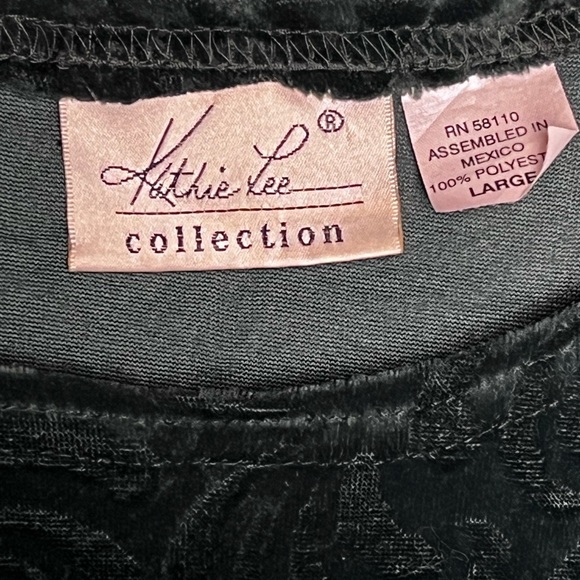 Kathie Lee ®
collection
RN 58110
ASSEMBLED IN
MEXICO
100% POLYEST
LARGE